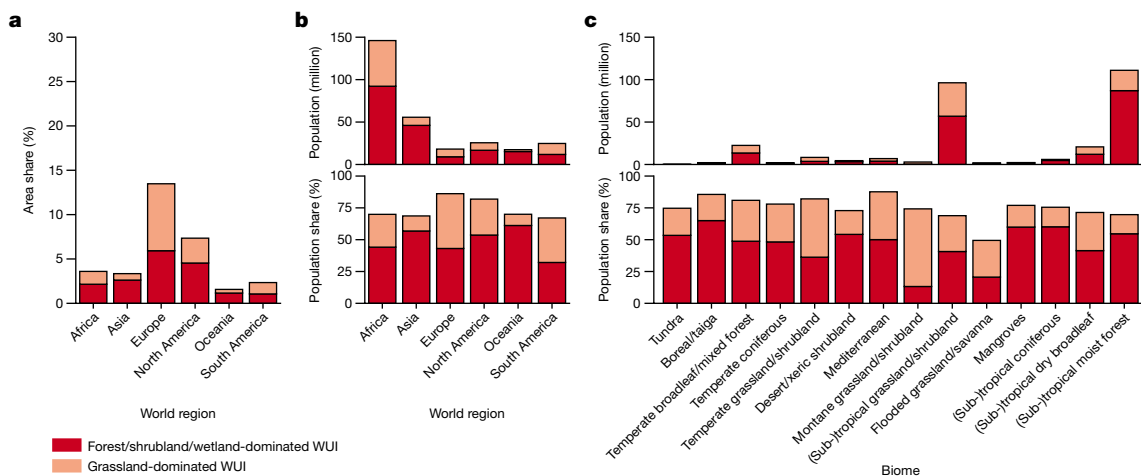 a
Area share (%)
30
25
20
15
10
5
0
Africa
Asia
Europe
North America
Oceania
South America
World region
b
Population (million)
150
100
50
0
Population share (%)
100
75
50
25
0
Africa
Asia
Europe
North America
Oceania
South America
World region
c
Population (million)
150
100
50
0
Population share (%)
100
75
50
25
0
Tundra
Boreal/taiga
Temperate broadleaf/mixed forest
Temperate coniferous
Temperate grassland/shrubland
Desert/xeric shrubland
Mediterranean
Montane grassland/shrubland
(Sub-)tropical grassland/shrubland
Flooded grassland/savanna
Mangroves
(Sub-)tropical coniferous
(Sub-)tropical dry broadleaf
(Sub-)tropical moist forest
Biome
Forest/shrubland/wetland-dominated WUI
Grassland-dominated WUI